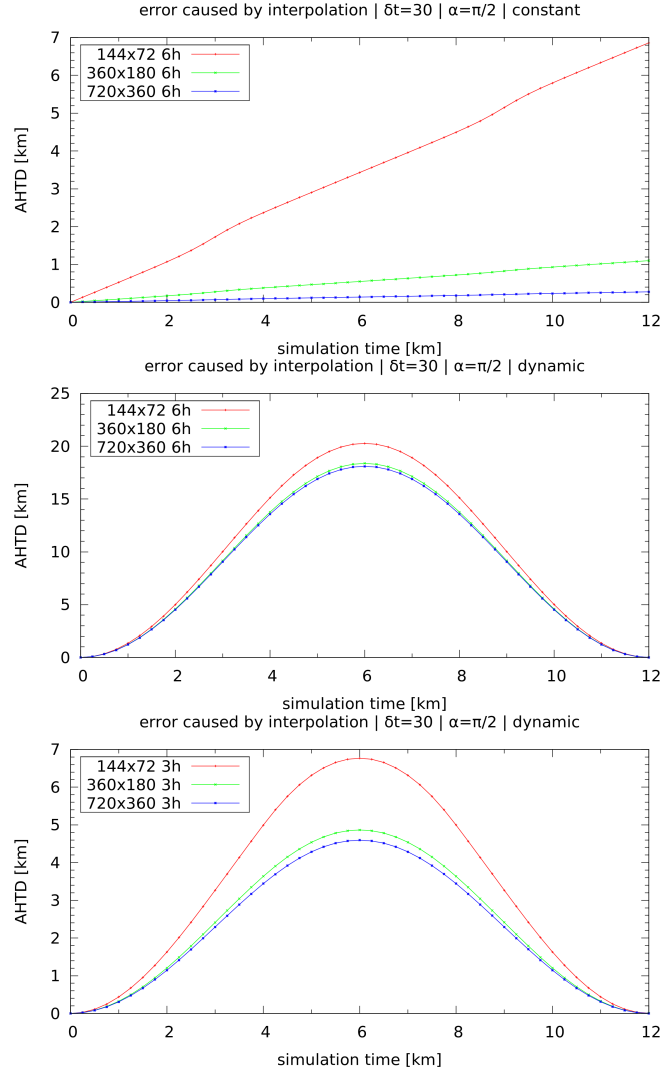 error caused by interpolation | δt=30 | α=π/2 | constant
7
6
5
4
3
2
1
0
AHTD [km]
144x72 6h
360x180 6h
720x360 6h
0 2 4 6 8 10 12
simulation time [km]
error caused by interpolation | δt=30 | α=π/2 | dynamic
25
20
15
10
5
0
AHTD [km]
144x72 6h
360x180 6h
720x360 6h
0 2 4 6 8 10 12
simulation time [km]
error caused by interpolation | δt=30 | α=π/2 | dynamic
7
6
5
4
3
2
1
0
AHTD [km]
144x72 3h
360x180 3h
720x360 3h
0 2 4 6 8 10 12
simulation time [km]